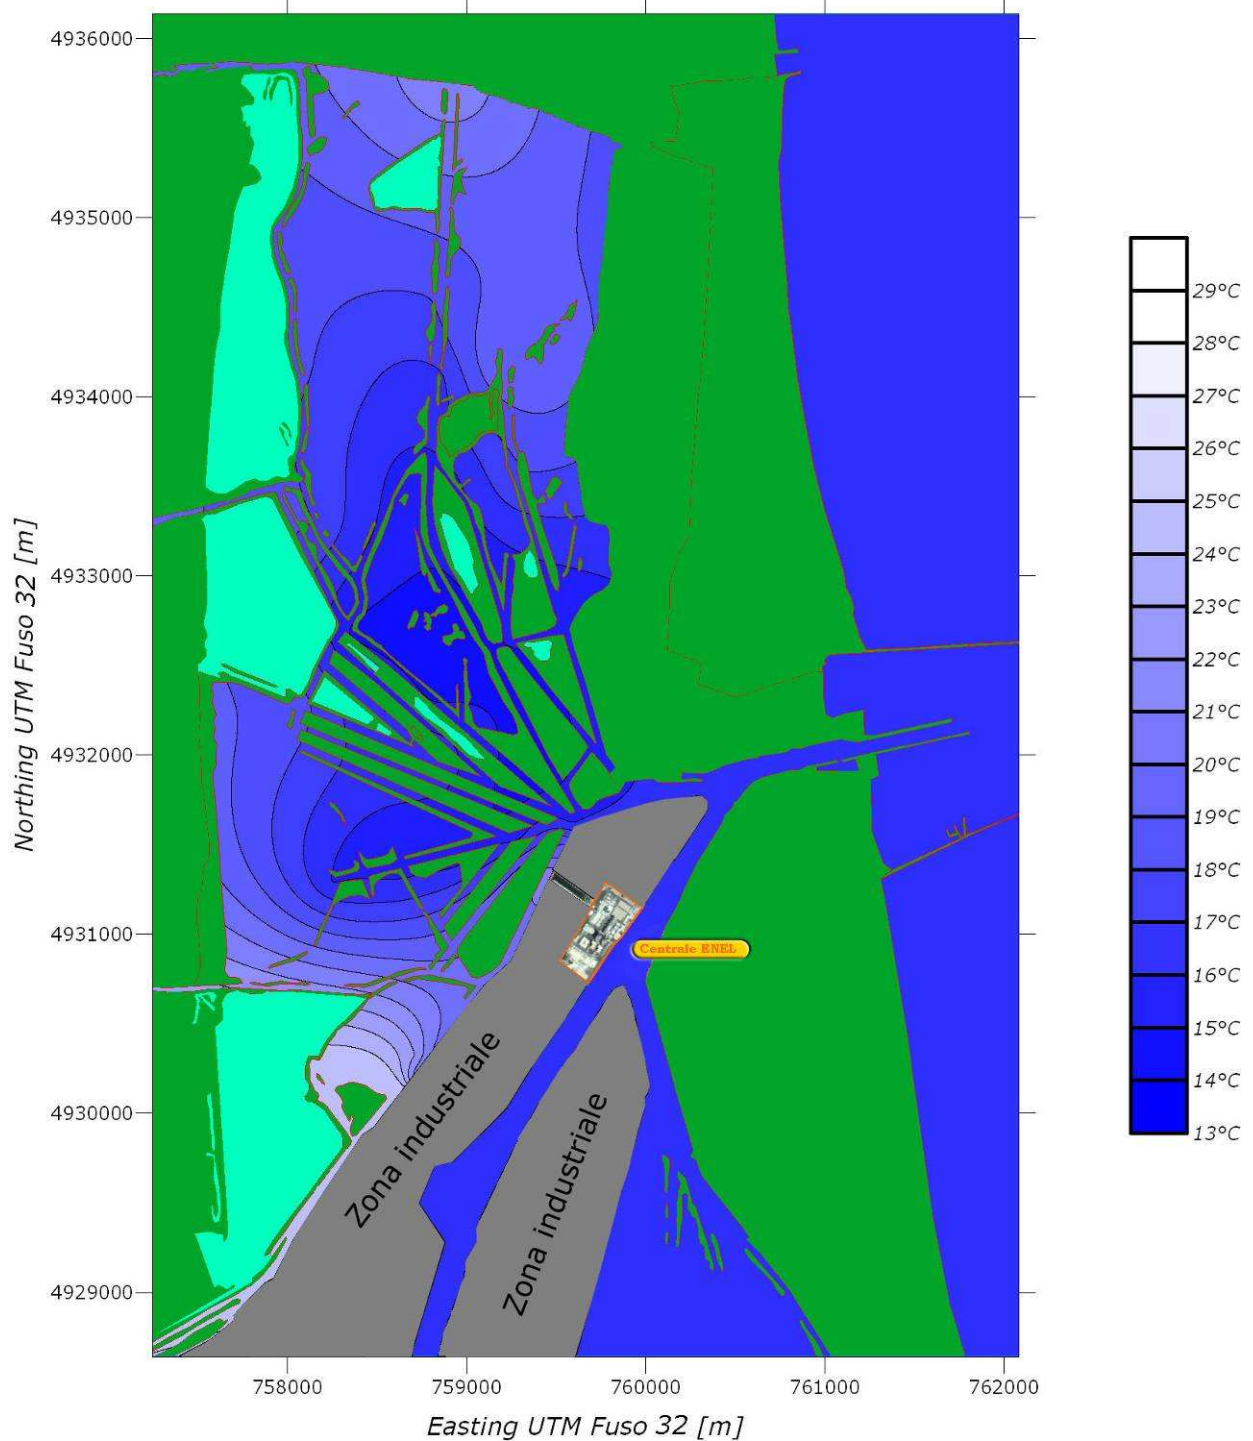 4936000
4935000
4934000
4933000
4932000
4931000
4930000
4929000
Northing UTM Fuso 32 [m]
758000
759000
760000
761000
762000
Easting UTM Fuso 32 [m]
Centrale ENEL
Zona industriale
Zona industriale
29°C
28°C
27°C
26°C
25°C
24°C
23°C
22°C
21°C
20°C
19°C
18°C
17°C
16°C
15°C
14°C
13°C